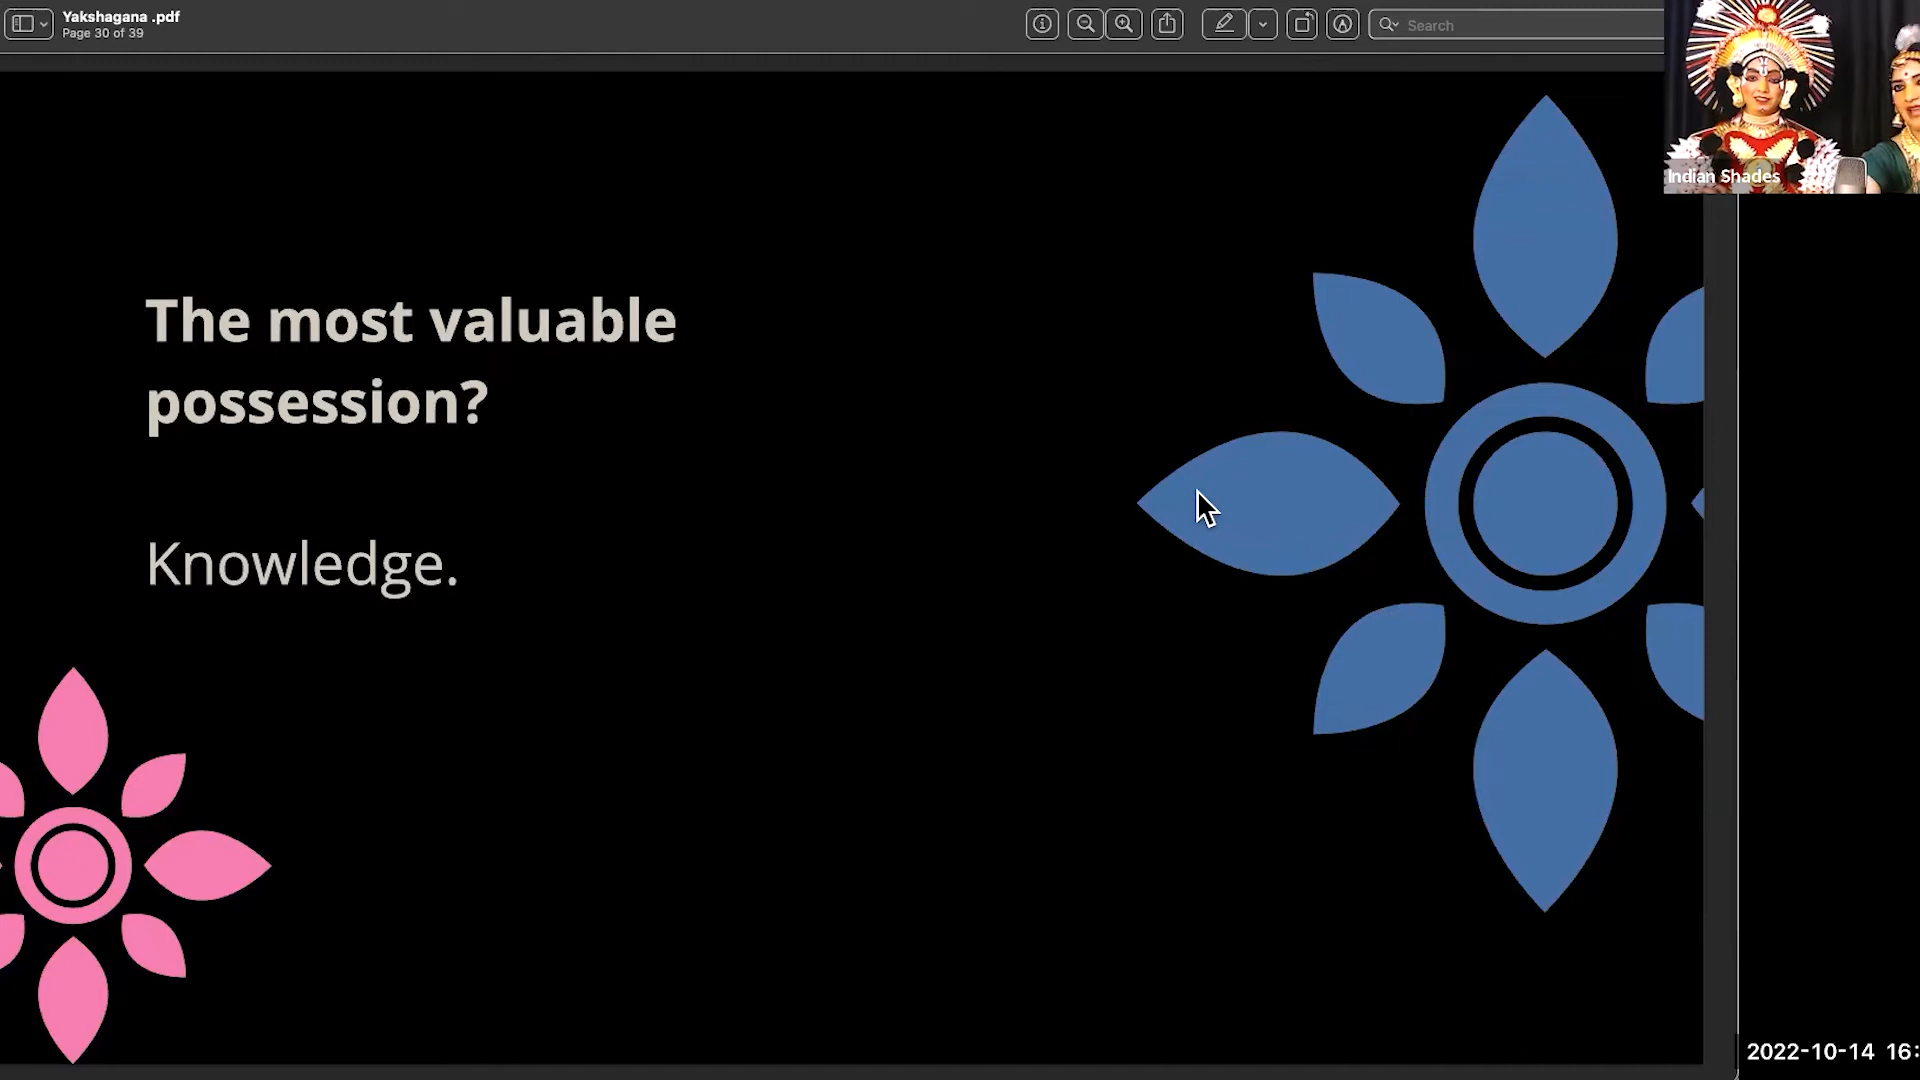 Yakshagana .pdf
Page 30 of 39
Search
Indian Shades
The most valuable
possession?
Knowledge.
2022-10-14 16: